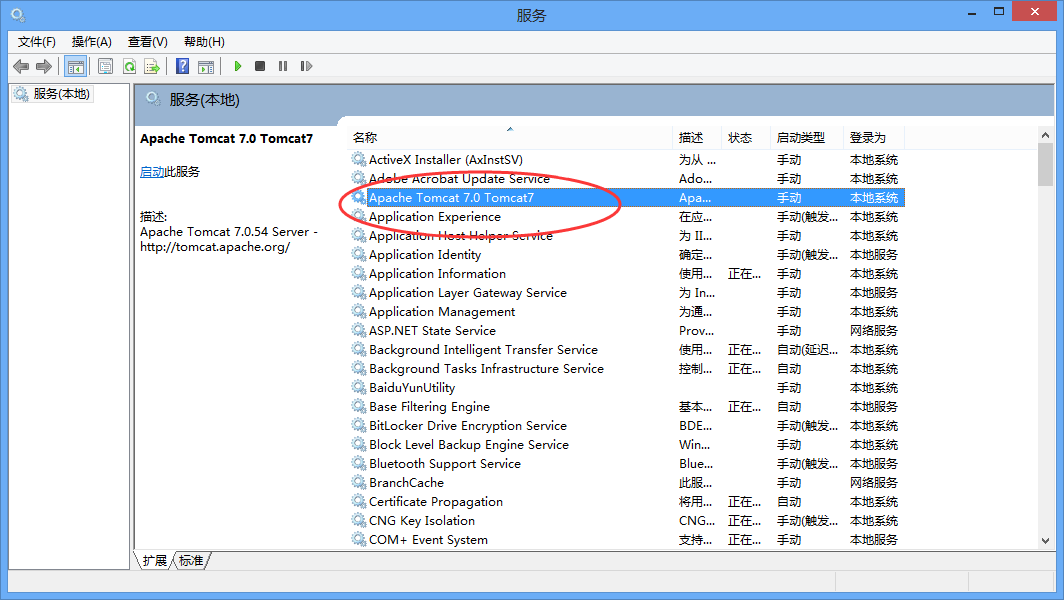 服务
文件(F) 操作(A) 查看(V) 帮助(H)
服务(本地)
服务(本地)
Apache Tomcat 7.0 Tomcat7
启动此服务
描述:
Apache Tomcat 7.0.54 Server -
http://tomcat.apache.org/
名称 描述 状态 启动类型 登录为
ActiveX Installer (AxInstSV) 为从 ... 手动 本地系统
Adobe Acrobat Update Service Ado... 手动 本地系统
Apache Tomcat 7.0 Tomcat7 Apa... 手动 本地系统
Application Experience 在应... 手动(触发... 本地系统
Application Host Helper Service 为 II... 手动 本地系统
Application Identity 确定... 手动(触发... 本地服务
Application Information 使用... 正在... 手动 本地系统
Application Layer Gateway Service 为 In... 手动 本地服务
Application Management 为通... 手动 本地系统
ASP.NET State Service Prov... 手动 网络服务
Background Intelligent Transfer Service 使用... 正在... 自动(延迟... 本地系统
Background Tasks Infrastructure Service 控制... 正在... 自动 本地系统
BaiduYunUtility 手动 本地系统
Base Filtering Engine 基本... 正在... 自动 本地服务
BitLocker Drive Encryption Service BDE... 手动(触发... 本地系统
Block Level Backup Engine Service Win... 手动 本地系统
Bluetooth Support Service Blue... 手动(触发... 本地服务
BranchCache 此服... 手动 网络服务
Certificate Propagation 将用... 正在... 自动 本地系统
CNG Key Isolation CNG... 正在... 手动(触发... 本地系统
COM+ Event System 支持... 正在... 手动 本地服务
扩展 标准